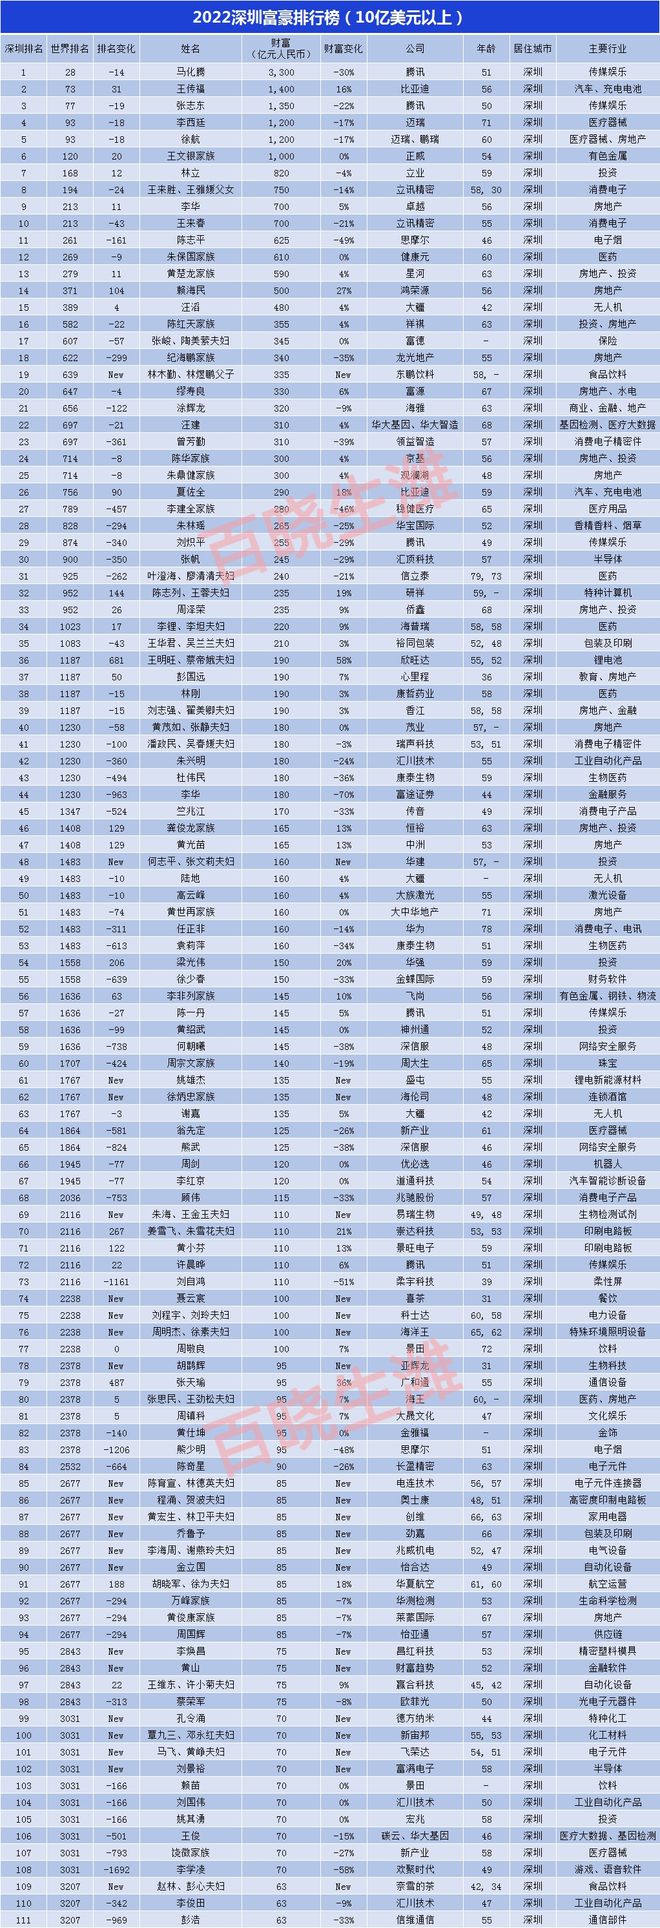 2022深圳富豪排行榜（10亿美元以上）
深圳排名 世界排名 排名变化 姓名 财富（亿元人民币） 财富变化 公司 年龄 居住城市 主要行业
1 28 -14 马化腾 3,300 -30% 腾讯 51 深圳 传媒娱乐
2 73 31 王传福 1,400 16% 比亚迪 56 深圳 汽车、充电电池
3 77 -19 张志东 1,350 -22% 腾讯 50 深圳 传媒娱乐
4 93 -18 李西廷 1,200 -17% 迈瑞 71 深圳 医疗器械
5 93 -18 徐航 1,200 -17% 迈瑞、鹏瑞 60 深圳 医疗器械、房地产
6 120 20 王文银家族 1,000 0% 正威 54 深圳 有色金属
7 168 12 林立 820 -4% 立业 59 深圳 投资
8 194 -24 王来胜、王雅媛父女 750 -14% 立讯精密 58, 30 深圳 消费电子
9 213 11 李华 700 5% 卓越 56 深圳 房地产
10 213 -43 王来春 700 -21% 立讯精密 55 深圳 消费电子
11 261 -161 陈志平 625 -49% 思摩尔 46 深圳 电子烟
12 269 -9 朱保国家族 610 0% 健康元 60 深圳 医药
13 279 11 黄楚龙家族 590 4% 星河 63 深圳 房地产、投资
14 371 104 赖海民 500 27% 鸿荣源 56 深圳 房地产
15 389 4 汪滔 480 4% 大疆 42 深圳 无人机
16 582 -22 陈红天家族 355 4% 祥祺 63 深圳 投资、房地产
17 607 -57 张峻、陶美萦夫妇 345 0% 富德 - 深圳 保险
18 622 -299 纪海鹏家族 340 -35% 龙光地产 55 深圳 房地产
19 639 New 林木勤、林煜鹏父子 335 New 东鹏饮料 58, - 深圳 食品饮料
20 647 -4 缪寿良 330 6% 富源 67 深圳 房地产、水电
21 656 -122 涂辉龙 320 -9% 海雅 63 深圳 商业、金融、地产
22 697 -21 汪建 310 4% 华大基因、华大智造 68 深圳 基因检测、医疗大数据
23 697 -361 曾芳勤 310 -39% 领益智造 57 深圳 消费电子精密件
24 714 -8 陈华家族 300 4% 京基 56 深圳 房地产、投资
25 714 -8 朱鼎健家族 300 4% 观澜湖 48 深圳 房地产
26 756 90 夏佐全 290 18% 比亚迪 59 深圳 汽车、充电电池
27 789 -457 李建全家族 280 -46% 稳健医疗 65 深圳 医疗用品
28 828 -294 朱林瑶 265 -25% 华宝国际 52 深圳 香精香料、烟草
29 874 -340 刘炽平 255 -29% 腾讯 49 深圳 传媒娱乐
30 900 -350 张帆 245 -29% 汇顶科技 57 深圳 半导体
31 925 -262 叶澄海、廖清清夫妇 240 -21% 信立泰 79, 73 深圳 医药
32 952 144 陈志列、王蓉夫妇 235 19% 研祥 59, - 深圳 特种计算机
33 952 26 周泽荣 235 9% 侨鑫 68 深圳 房地产、投资
34 1023 17 李锂、李坦夫妇 220 9% 海普瑞 58, 58 深圳 医药
35 1083 -43 王华君、吴兰兰夫妇 210 3% 裕同包装 52, 48 深圳 包装及印刷
36 1187 681 王明旺、蔡帝娥夫妇 190 58% 欣旺达 55, 52 深圳 锂电池
37 1187 50 彭国远 190 7% 心里程 36 深圳 教育、房地产
38 1187 -15 林刚 190 3% 康哲药业 58 深圳 医药
39 1187 -15 刘志强、翟美卿夫妇 190 3% 香江 58, 58 深圳 房地产、金融
40 1230 -58 黄茂如、张静夫妇 180 0% 茂业 57, - 深圳 房地产
41 1230 -100 潘政民、吴春媛夫妇 180 -3% 瑞声科技 53, 51 深圳 消费电子精密件
42 1230 -360 朱兴明 180 -24% 汇川技术 55 深圳 工业自动化产品
43 1230 -494 杜伟民 180 -36% 康泰生物 59 深圳 生物医药
44 1230 -963 李华 180 -70% 富途证券 44 深圳 金融服务
45 1347 -524 竺兆江 170 -33% 传音 49 深圳 消费电子产品
46 1408 129 龚俊龙家族 165 13% 恒裕 63 深圳 房地产、投资
47 1408 129 黄光苗 165 13% 中洲 53 深圳 房地产
48 1483 New 何志平、张文莉夫妇 160 New 华建 57, - 深圳 投资
49 1483 -10 陆地 160 4% 大疆 - 深圳 无人机
50 1483 -10 高云峰 160 4% 大族激光 55 深圳 激光设备
51 1483 -74 黄世再家族 160 0% 大中华地产 71 深圳 房地产
52 1483 -311 任正非 160 -14% 华为 78 深圳 消费电子、电讯
53 1483 -613 袁莉萍 160 -34% 康泰生物 51 深圳 生物医药
54 1558 206 梁光伟 150 20% 华强 59 深圳 投资
55 1558 -639 徐少春 150 -33% 金蝶国际 59 深圳 财务软件
56 1636 63 李非列家族 145 10% 飞尚 56 深圳 有色金属、钢铁、物流
57 1636 -27 陈一丹 145 5% 腾讯 51 深圳 传媒娱乐
58 1636 -99 黄绍武 145 0% 神州通 52 深圳 投资
59 1636 -738 何朝曦 145 -38% 深信服 48 深圳 网络安全服务
60 1707 -424 周宗文家族 140 -19% 周大生 65 深圳 珠宝
61 1767 New 姚雄杰 135 New 盛屯 55 深圳 锂电新能源材料
62 1767 New 徐炳忠家族 135 New 海伦司 48 深圳 连锁酒馆
63 1767 -3 谢嘉 135 5% 大疆 42 深圳 无人机
64 1864 -581 翁先定 125 -26% 新产业 61 深圳 医疗器械
65 1864 -824 熊武 125 -38% 深信服 46 深圳 网络安全服务
66 1945 -77 周剑 120 0% 优必选 46 深圳 机器人
67 1945 -77 李红京 120 0% 道通科技 54 深圳 汽车智能诊断设备
68 2036 -753 顾伟 115 -33% 兆驰股份 57 深圳 消费电子产品
69 2116 New 朱海、王金玉夫妇 110 New 易瑞生物 49, 48 深圳 生物检测试剂
70 2116 267 姜雪飞、朱雪花夫妇 110 21% 崇达科技 53, 53 深圳 印刷电路板
71 2116 122 黄小芬 110 13% 景旺电子 59 深圳 印刷电路板
72 2116 22 许晨晔 110 6% 腾讯 51 深圳 传媒娱乐
73 2116 -1161 刘自鸿 110 -51% 柔宇科技 39 深圳 柔性屏
74 2238 New 聂云宸 100 New 喜茶 31 深圳 餐饮
75 2238 New 刘程宇、刘玲夫妇 100 New 科士达 60, 58 深圳 电力设备
76 2238 New 周明杰、徐素夫妇 100 New 海洋王 65, 62 深圳 特殊环境照明设备
77 2238 0 周敬良 100 7% 景田 72 深圳 饮料
78 2378 New 胡鹍辉 95 New 亚辉龙 31 深圳 生物科技
79 2378 487 张天瑜 95 36% 广和通 55 深圳 通信设备
80 2378 5 张思民、王劲松夫妇 95 7% 海王 60, - 深圳 医药、房地产
81 2378 5 周镇科 95 7% 大晟文化 47 深圳 文化娱乐
82 2378 -140 黄仕坤 95 0% 金雅福 - 深圳 金饰
83 2378 -1206 熊少明 95 -48% 思摩尔 51 深圳 电子烟
84 2532 -664 陈奇星 90 -26% 长盈精密 63 深圳 电子元件
85 2677 New 陈育宣、林德英夫妇 85 New 电连技术 56, 57 深圳 电子元件连接器
86 2677 New 程涌、贺波夫妇 85 New 奥士康 48, 51 深圳 高密度印制电路板
87 2677 New 黄宏生、林卫平夫妇 85 New 创维 66, 63 深圳 家用电器
88 2677 New 乔鲁予 85 New 劲嘉 66 深圳 包装及印刷
89 2677 New 李海周、谢燕玲夫妇 85 New 兆威机电 52, 47 深圳 电气设备
90 2677 New 金立国 85 New 怡合达 49 深圳 自动化设备
91 2677 188 胡晓军、徐为夫妇 85 18% 华夏航空 61, 60 深圳 航空运营
92 2677 -294 万峰家族 85 -7% 华测检测 53 深圳 生命科学检测
93 2677 -294 黄俊康家族 85 -7% 莱蒙国际 67 深圳 房地产
94 2677 -294 周国辉 85 -7% 怡亚通 57 深圳 供应链
95 2843 New 李焕昌 75 New 昌红科技 53 深圳 精密塑料模具
96 2843 New 黄山 75 New 财富趋势 52 深圳 金融软件
97 2843 22 王维东、许小菊夫妇 75 9% 赢合科技 45, 42 深圳 自动化设备
98 2843 -313 蔡荣军 75 -8% 欧菲光 50 深圳 光电子元器件
99 3031 New 孔令涌 70 New 德方纳米 44 深圳 特种化工
100 3031 New 覃九三、邓永红夫妇 70 New 新宙邦 55, 53 深圳 化工材料
101 3031 New 马飞、黄峥夫妇 70 New 飞荣达 54, 51 深圳 电子元件
102 3031 New 刘景裕 70 New 富满电子 58 深圳 半导体
103 3031 -166 赖苗 70 0% 景田 - 深圳 饮料
104 3031 -166 刘国伟 70 0% 汇川技术 50 深圳 工业自动化产品
105 3031 -166 姚其湧 70 0% 宏兆 58 深圳 投资
106 3031 -501 王俊 70 -15% 碳云、华大基因 46 深圳 医疗大数据、基因检测
107 3031 -793 饶微家族 70 -27% 新产业 58 深圳 医疗器械
108 3031 -1692 李学凌 70 -58% 欢聚时代 49 深圳 游戏、语音软件
109 3207 New 赵林、彭心夫妇 63 New 奈雪的茶 42, 34 深圳 食品饮料
110 3207 -342 李俊田 63 -9% 汇川技术 47 深圳 工业自动化产品
111 3207 -969 彭浩 63 -33% 信维通信 55 深圳 通信部件
百晓生潍
百晓生潍